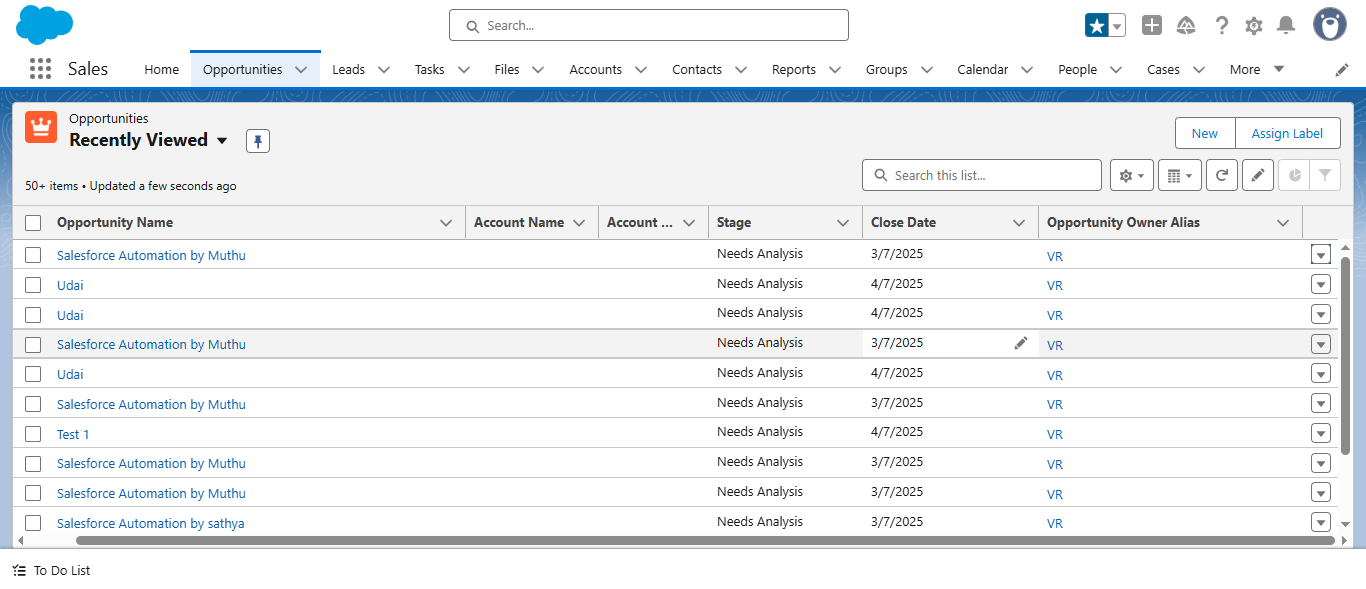 Search...
Sales Home Opportunities Leads Tasks Files Accounts Contacts Reports Groups Calendar People Cases More
Opportunities
Recently Viewed
New Assign Label
50+ items • Updated a few seconds ago
Search this list...
Opportunity Name Account Name Account ... Stage Close Date Opportunity Owner Alias
Salesforce Automation by Muthu Needs Analysis 3/7/2025 VR
Udai Needs Analysis 4/7/2025 VR
Udai Needs Analysis 4/7/2025 VR
Salesforce Automation by Muthu Needs Analysis 3/7/2025 VR
Udai Needs Analysis 4/7/2025 VR
Salesforce Automation by Muthu Needs Analysis 3/7/2025 VR
Test 1 Needs Analysis 4/7/2025 VR
Salesforce Automation by Muthu Needs Analysis 3/7/2025 VR
Salesforce Automation by Muthu Needs Analysis 3/7/2025 VR
Salesforce Automation by sathya Needs Analysis 3/7/2025 VR
To Do List